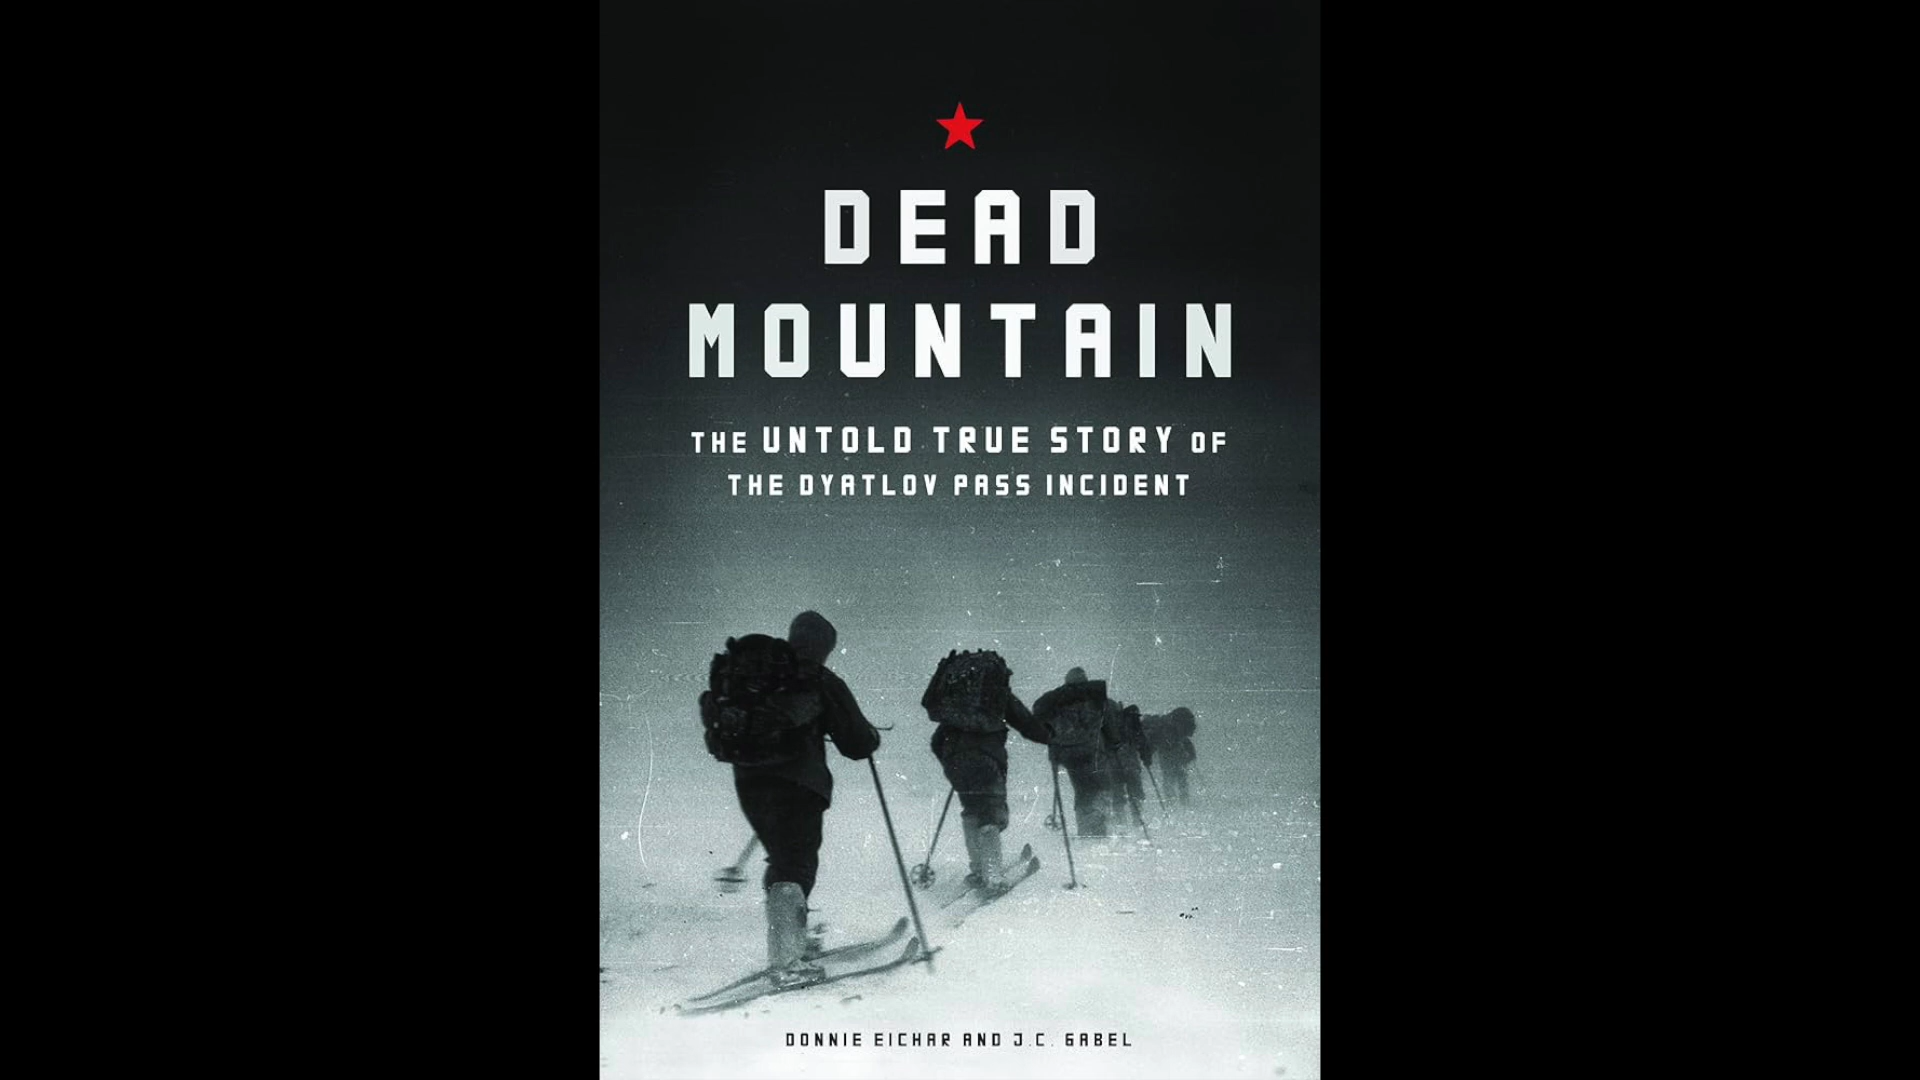 DEAD
MOUNTAIN
THE UNTOLD TRUE STORY OF
THE DYATLOV PASS INCIDENT
DONNIE EICHAR AND J.C. GABEL